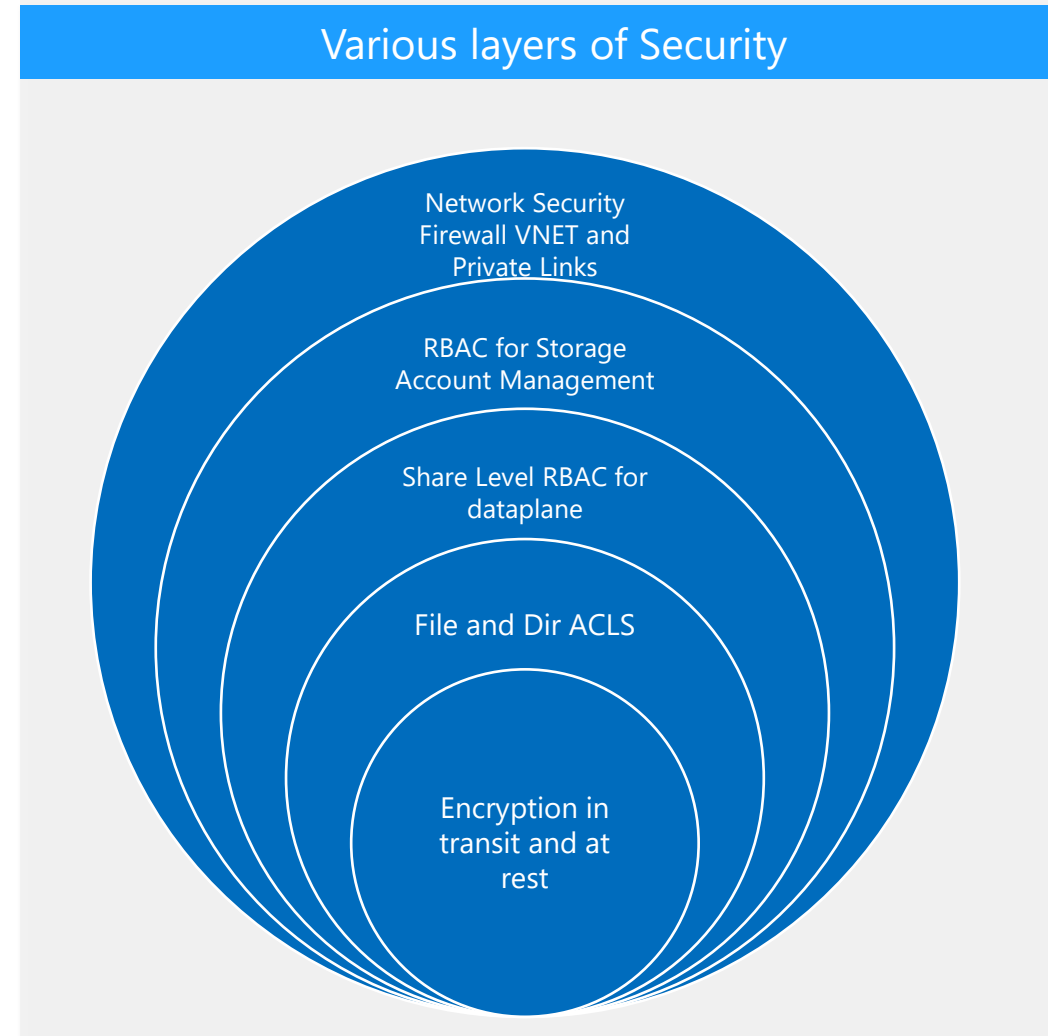 Various layers of Security
Network Security
Firewall VNET and
Private Links
RBAC for Storage
Account Management
Share Level RBAC for
dataplane
File and Dir ACLS
Encryption in
transit and at
rest